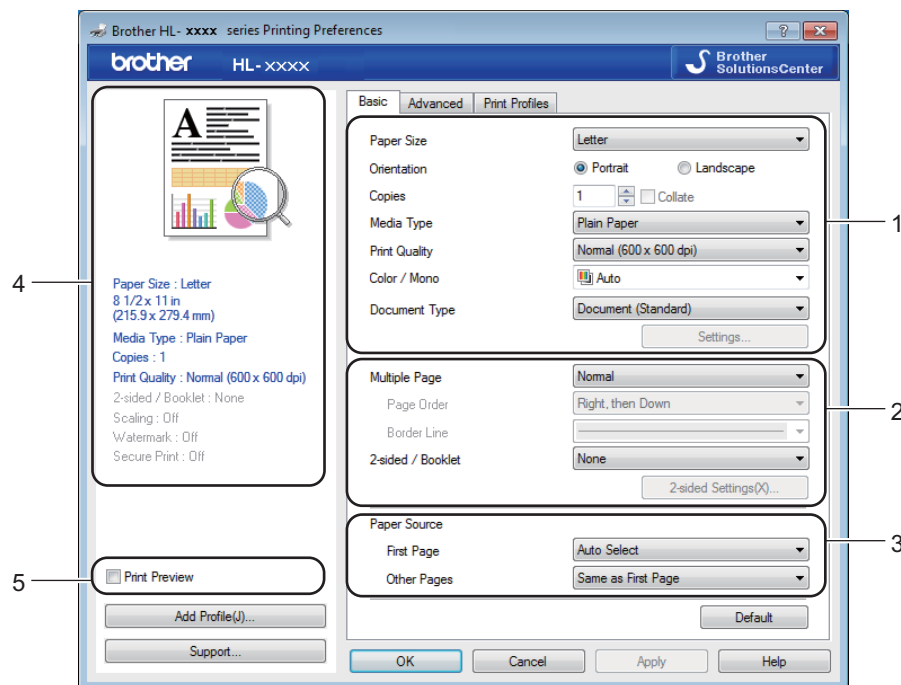 Brother HL- xxxx series Printing Preferences
brother HL-xxxx
Brother
SolutionsCenter
Basic Advanced Print Profiles
A
Paper Size Letter
Orientation Portrait Landscape
Copies 1 Collate
Media Type Plain Paper
1
Print Quality Normal (600 x 600 dpi)
Color / Mono Auto
Document Type Document (Standard)
Settings...
4
Paper Size : Letter
8 1/2 x 11 in
(215.9 x 279.4 mm)
Media Type : Plain Paper
Copies : 1
Print Quality : Normal (600 x 600 dpi)
2-sided / Booklet : None
Scaling : Off
Watermark : Off
Secure Print : Off
Multiple Page Normal
Page Order Right, then Down
2
Border Line
2-sided / Booklet None
2-sided Settings(X)...
Paper Source
First Page Auto Select
3
Other Pages Same as First Page
5
Print Preview
Add Profile(J)...
Support...
Default
OK Cancel Apply Help